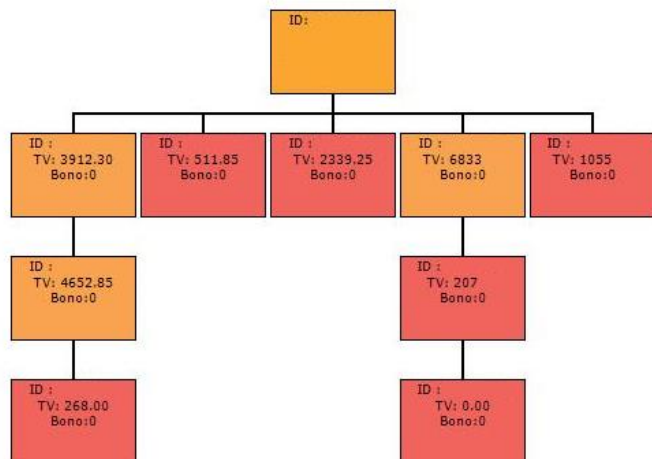 ID:
ID :
TV: 3912.30
Bono:0
ID :
TV: 511.85
Bono:0
ID :
TV: 2339.25
Bono:0
ID :
TV: 6833
Bono:0
ID :
TV: 1055
Bono:0
ID :
TV: 4652.85
Bono:0
ID :
TV: 207
Bono:0
ID :
TV: 268.00
Bono:0
ID :
TV: 0.00
Bono:0